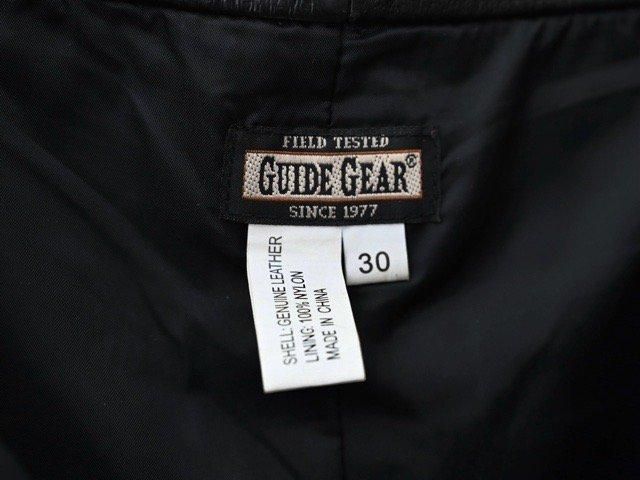 FIELD TESTED
GUIDE GEAR®
SINCE 1977
30
SHELL: GENUINE LEATHER
LINING: 100% NYLON
MADE IN CHINA